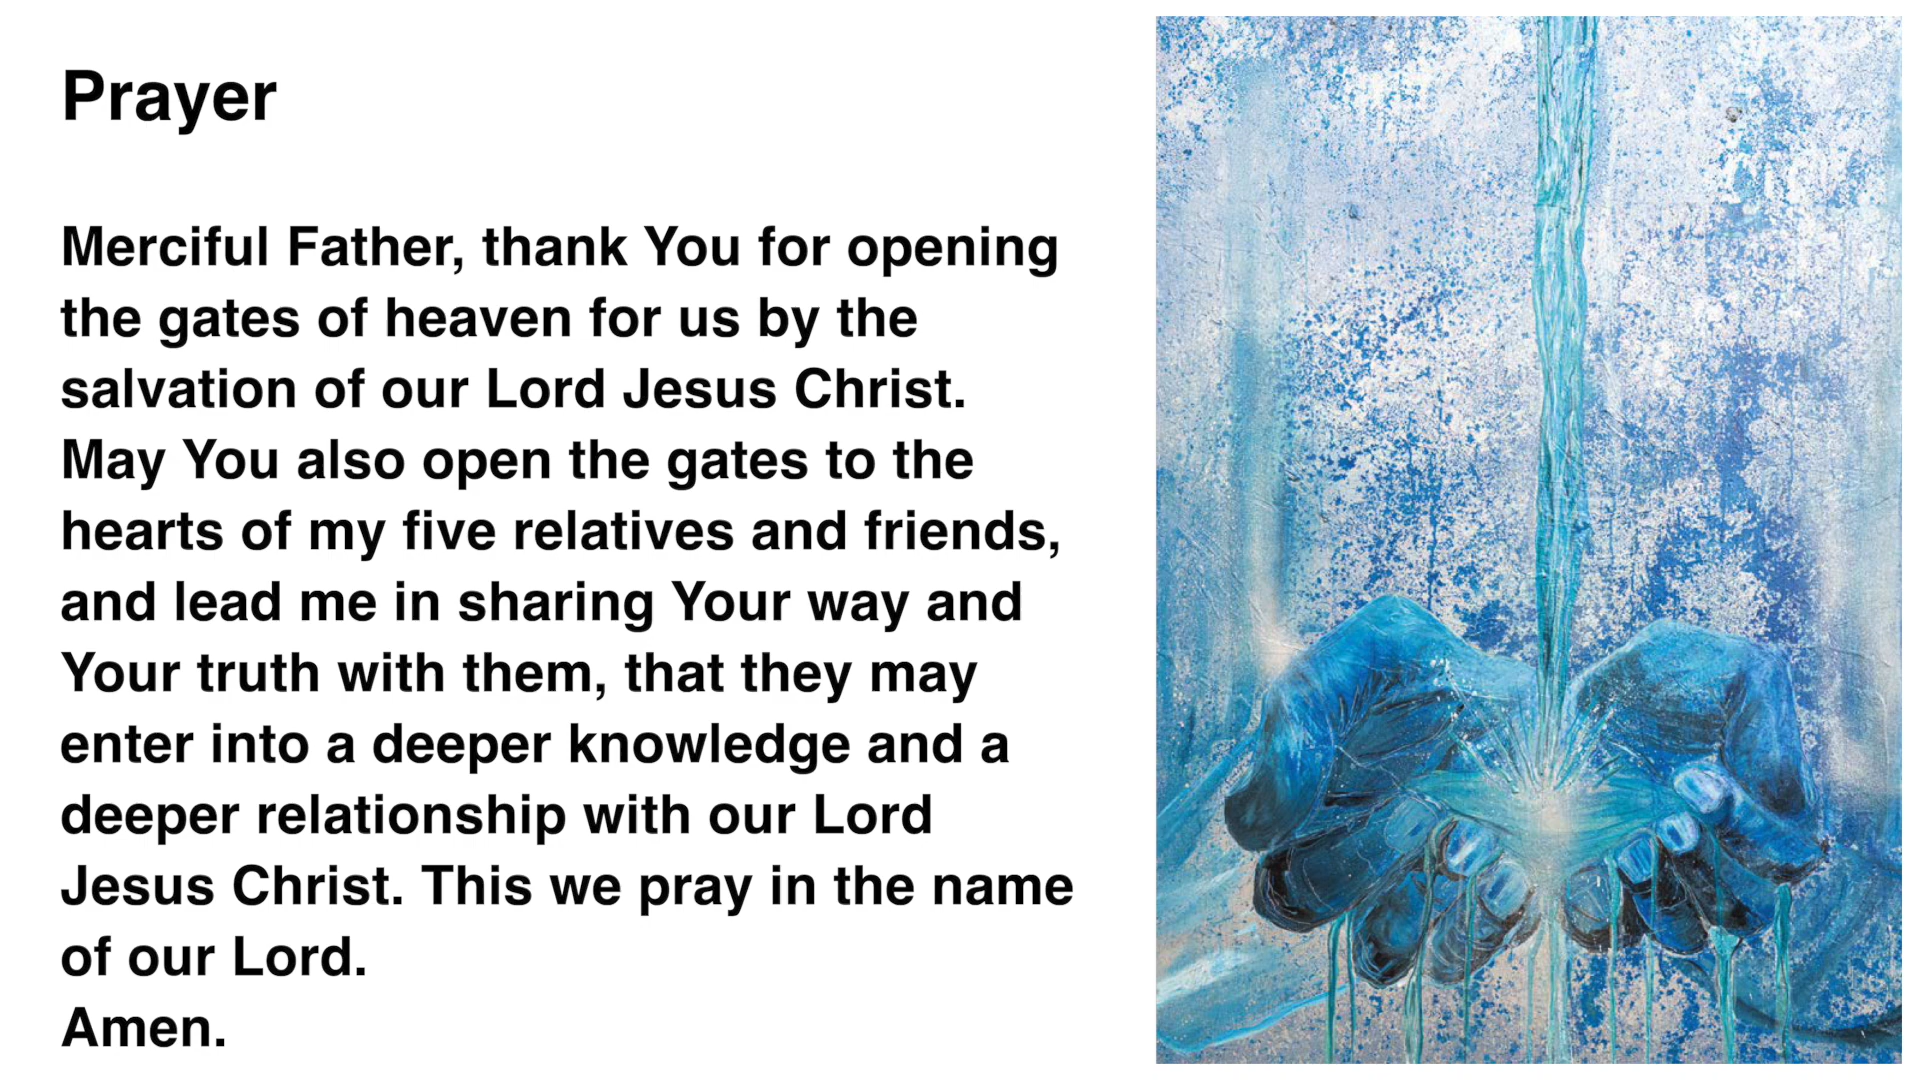 Prayer
Merciful Father, thank You for opening
the gates of heaven for us by the
salvation of our Lord Jesus Christ.
May You also open the gates to the
hearts of my five relatives and friends,
and lead me in sharing Your way and
Your truth with them, that they may
enter into a deeper knowledge and a
deeper relationship with our Lord
Jesus Christ. This we pray in the name
of our Lord.
Amen.